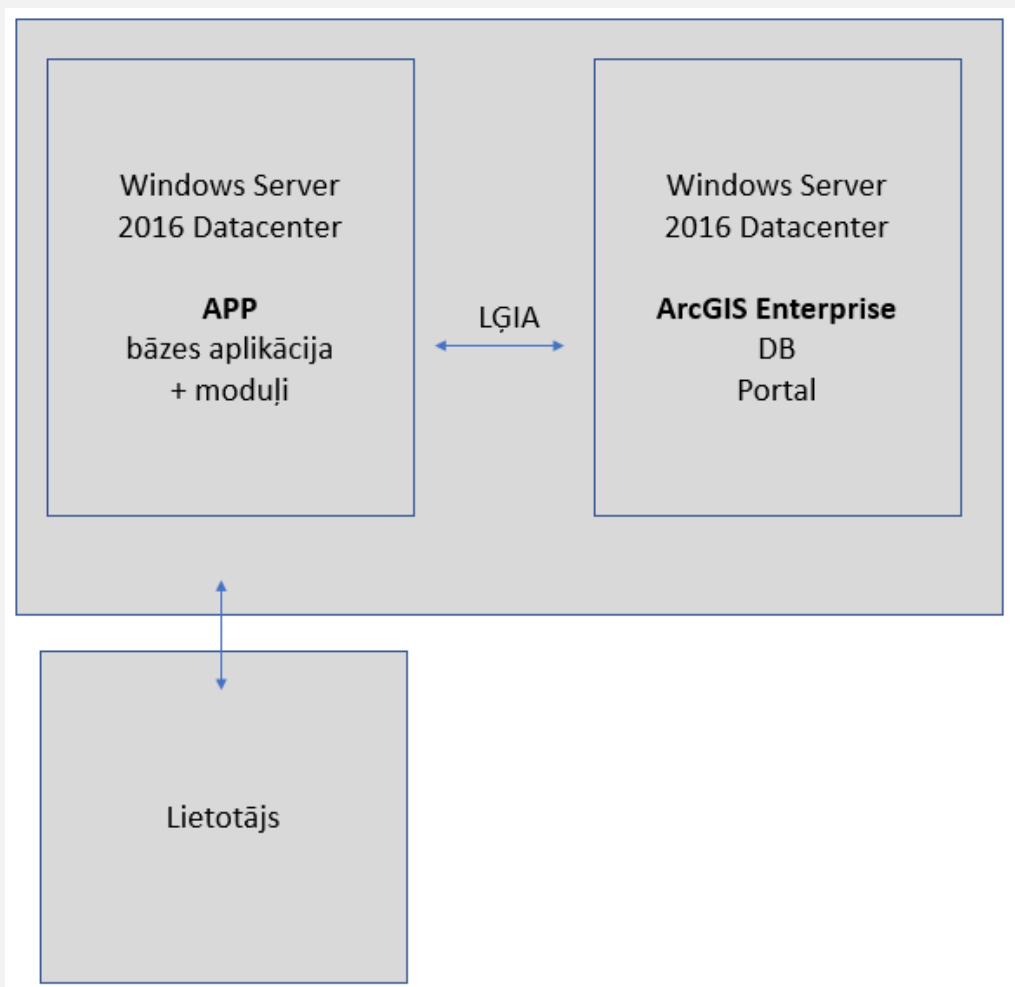 Windows Server
2016 Datacenter
APP
bāzes aplikācija
+ moduļi
LĢIA
Windows Server
2016 Datacenter
ArcGIS Enterprise
DB
Portal
Lietotājs